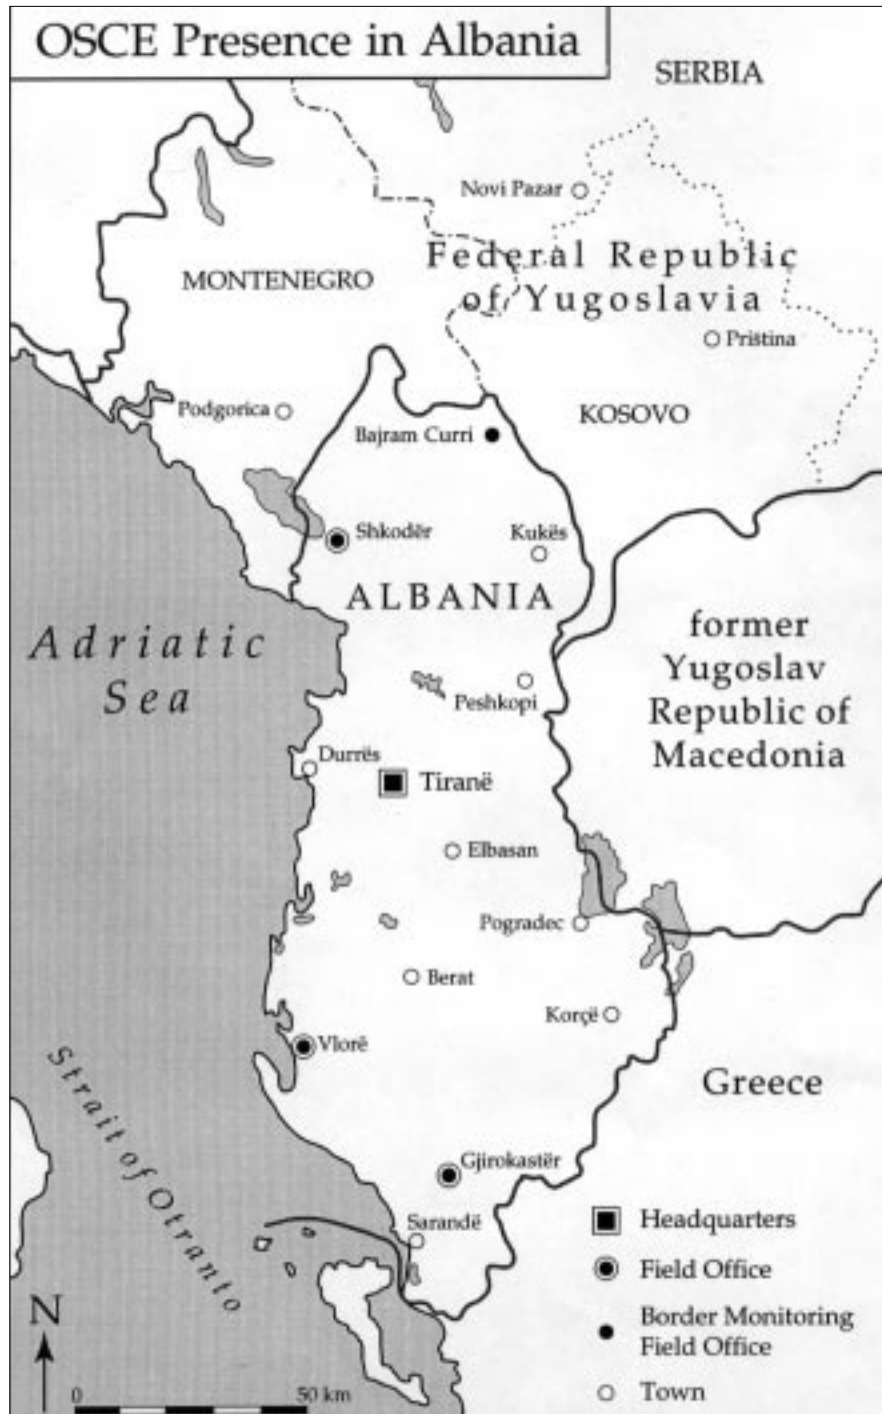 OSCE Presence in Albania
SERBIA
Novi Pazar
Federal Republic
of Yugoslavia
MONTENEGRO
Priština
Podgorica
KOSOVO
Bajram Curri
Shkodër
Kukës
ALBANIA
Adriatic
Sea
former
Yugoslav
Republic of
Macedonia
Peshkopi
Durrës
Tiranë
Elbasan
Pogradec
Berat
Korçë
Vlorë
Strait of Otranto
Greece
Gjirokastër
Sarandë
Headquarters
Field Office
Border Monitoring
Field Office
Town
N
0 50 km